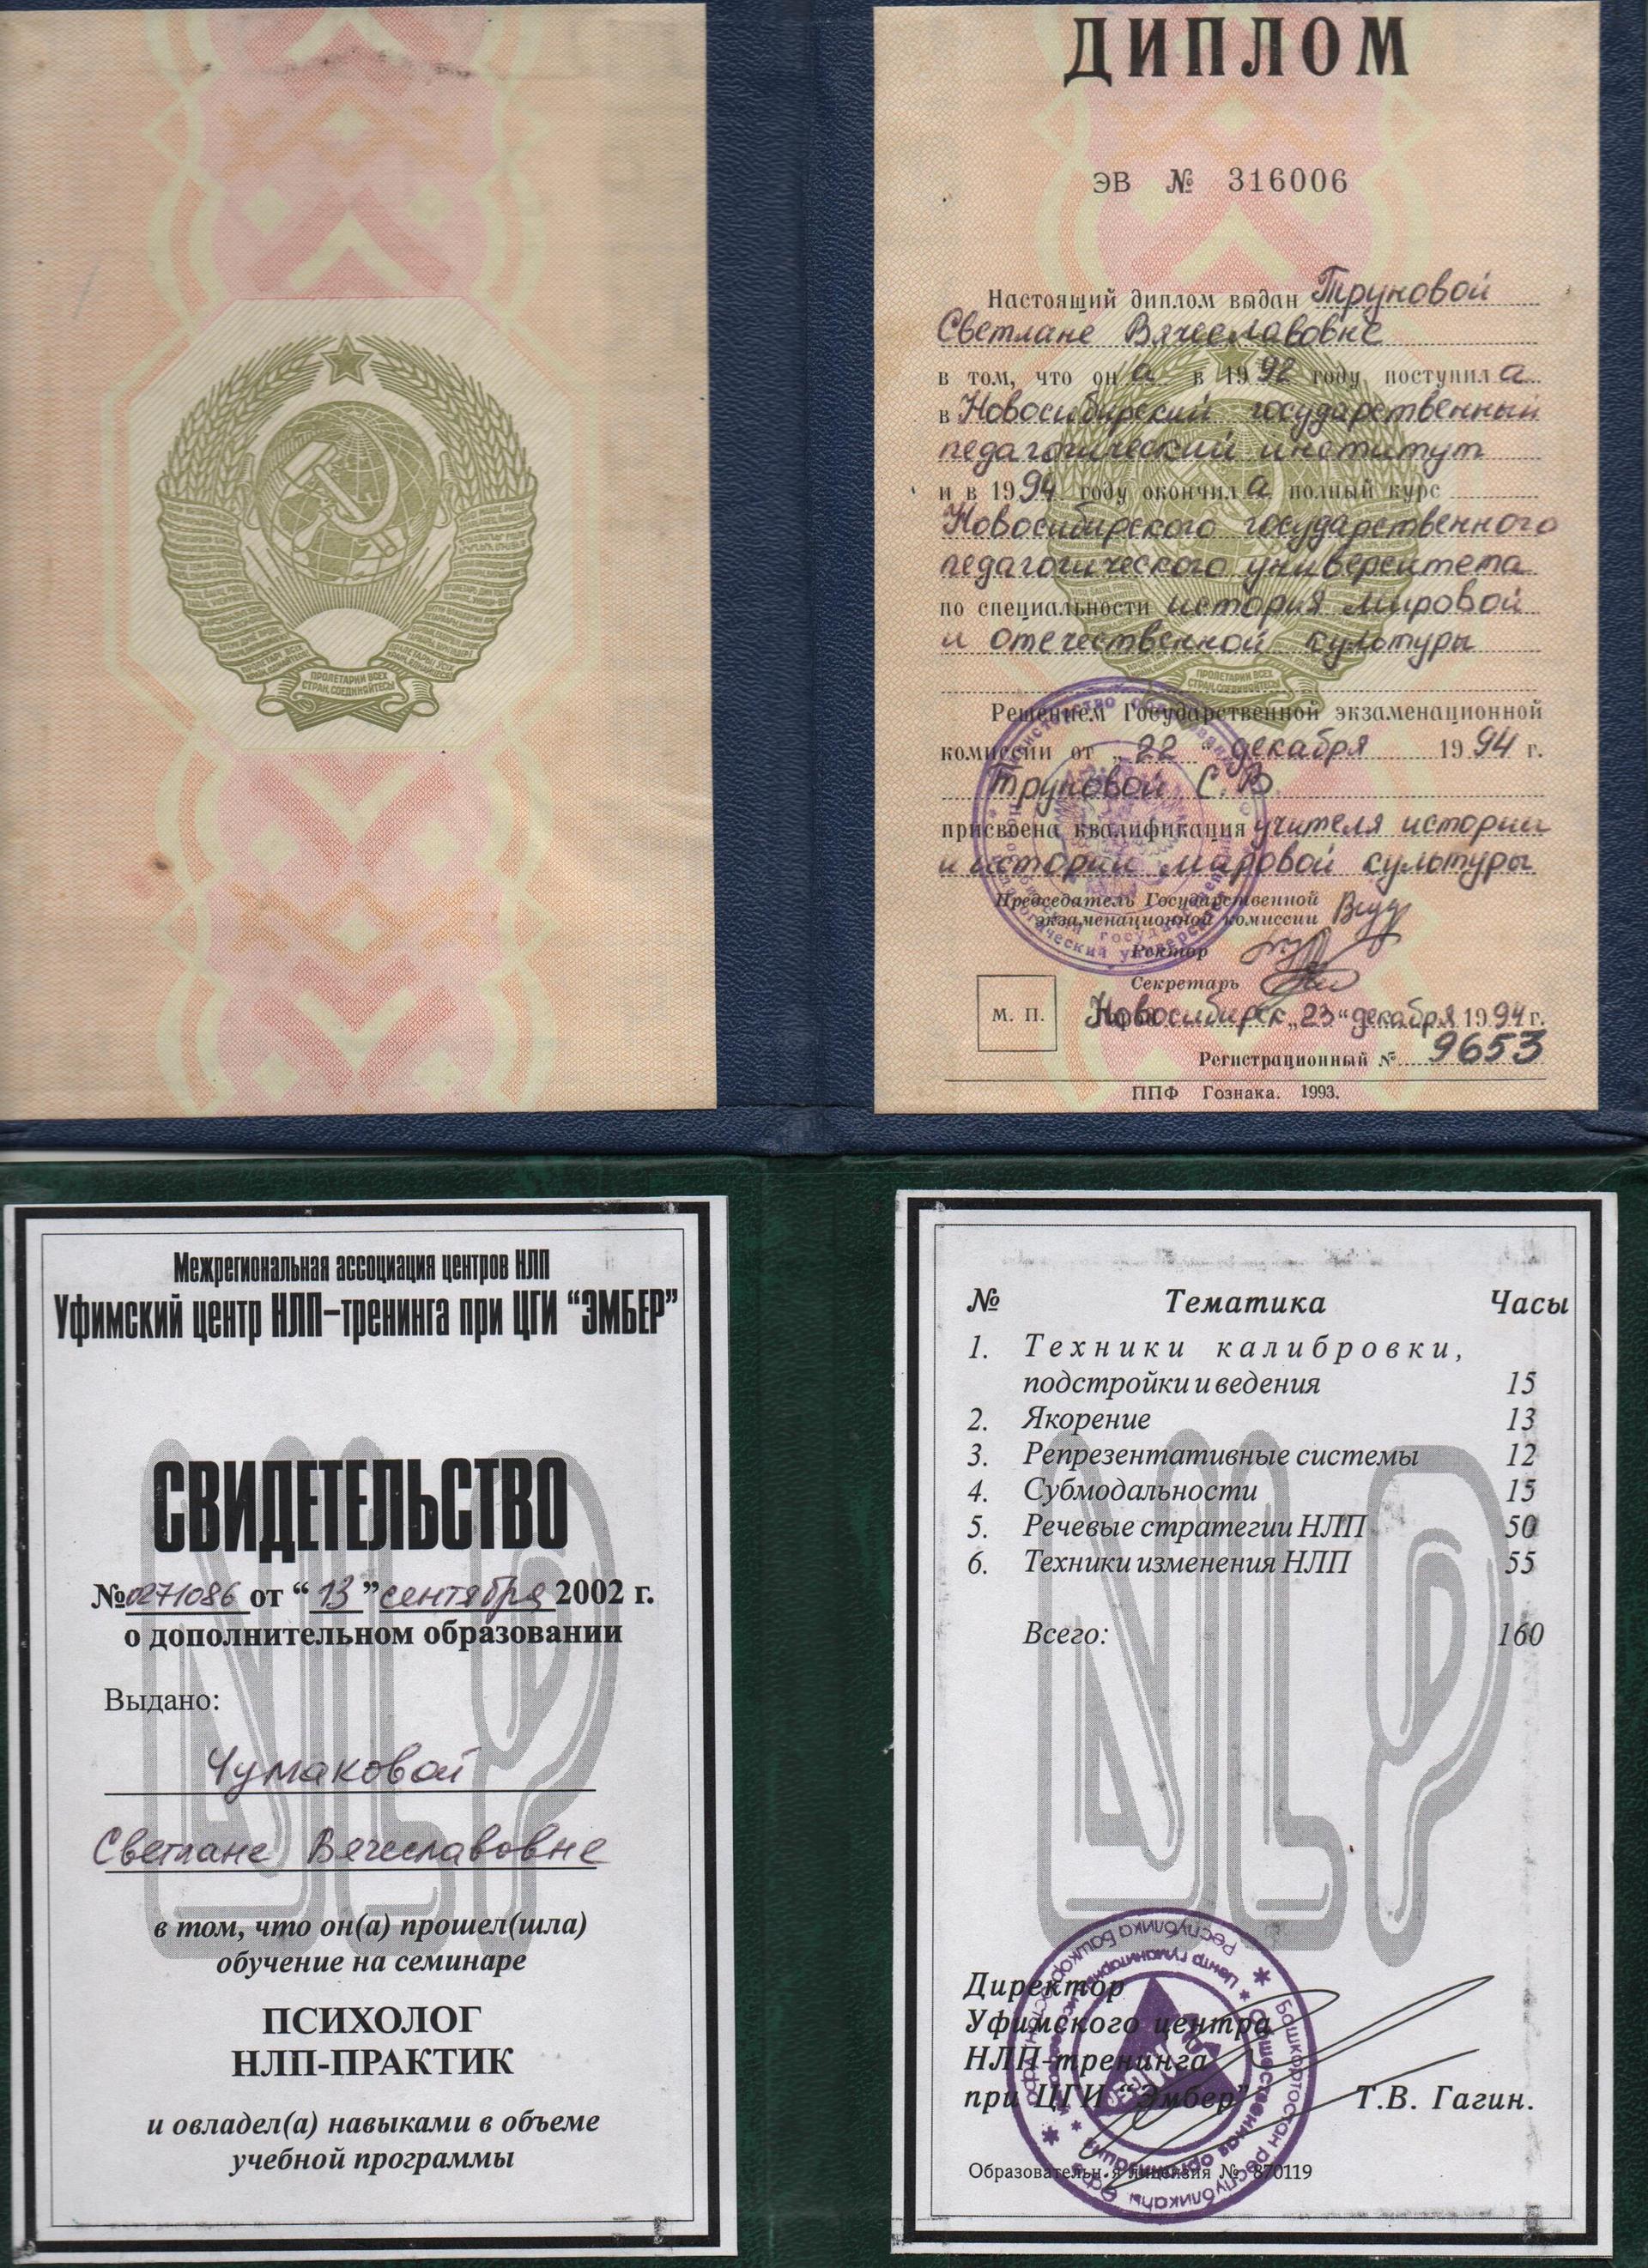 ПРОЛЕТАРИИ ВСЕХ
СТРАН, СОЕДИНЯЙТЕСЬ!
ДИПЛОМ
ЭВ № 316006
Настоящий диплом выдан Труновой
Светлане Вячеславовне
в том, что она в 1992 году поступила
в Новосибирский государственный
педагогический институт
и в 1994 году окончила полный курс
Новосибирского государственного
педагогического университета
по специальности история мировой
и отечественной культуры
Решением Государственной экзаменационной
комиссии от „22“ декабря 1994 г.
Труновой С. В.
присвоена квалификация учителя истории
и истории мировой культуры
Председатель Государственной
экзаменационной комиссии
Ректор
Секретарь
М. П.
Новосибирск „23“ декабря 1994 г.
Регистрационный № 9653
ППФ Гознака. 1993.
Межрегиональная ассоциация центров НЛП
Уфимский центр НЛП–тренинга при ЦГИ “ЭМБЕР”
СВИДЕТЕЛЬСТВО
№0271086 от “13” сентября 2002 г.
о дополнительном образовании
Выдано:
Чумаковой
Светлане Вячеславовне
в том, что он(а) прошел(шла)
обучение на семинаре
ПСИХОЛОГ
НЛП-ПРАКТИК
и овладел(а) навыками в объеме
учебной программы
NLP
№ Тематика Часы
1. Техники калибровки,
подстройки и ведения 15
2. Якорение 13
3. Репрезентативные системы 12
4. Субмодальности 15
5. Речевые стратегии НЛП 50
6. Техники изменения НЛП 55
Всего: 160
NLP
Директор
Уфимского центра
НЛП-тренинга
при ЦГИ “Эмбер” Т.В. Гагин.
Образовательная лицензия № 870119